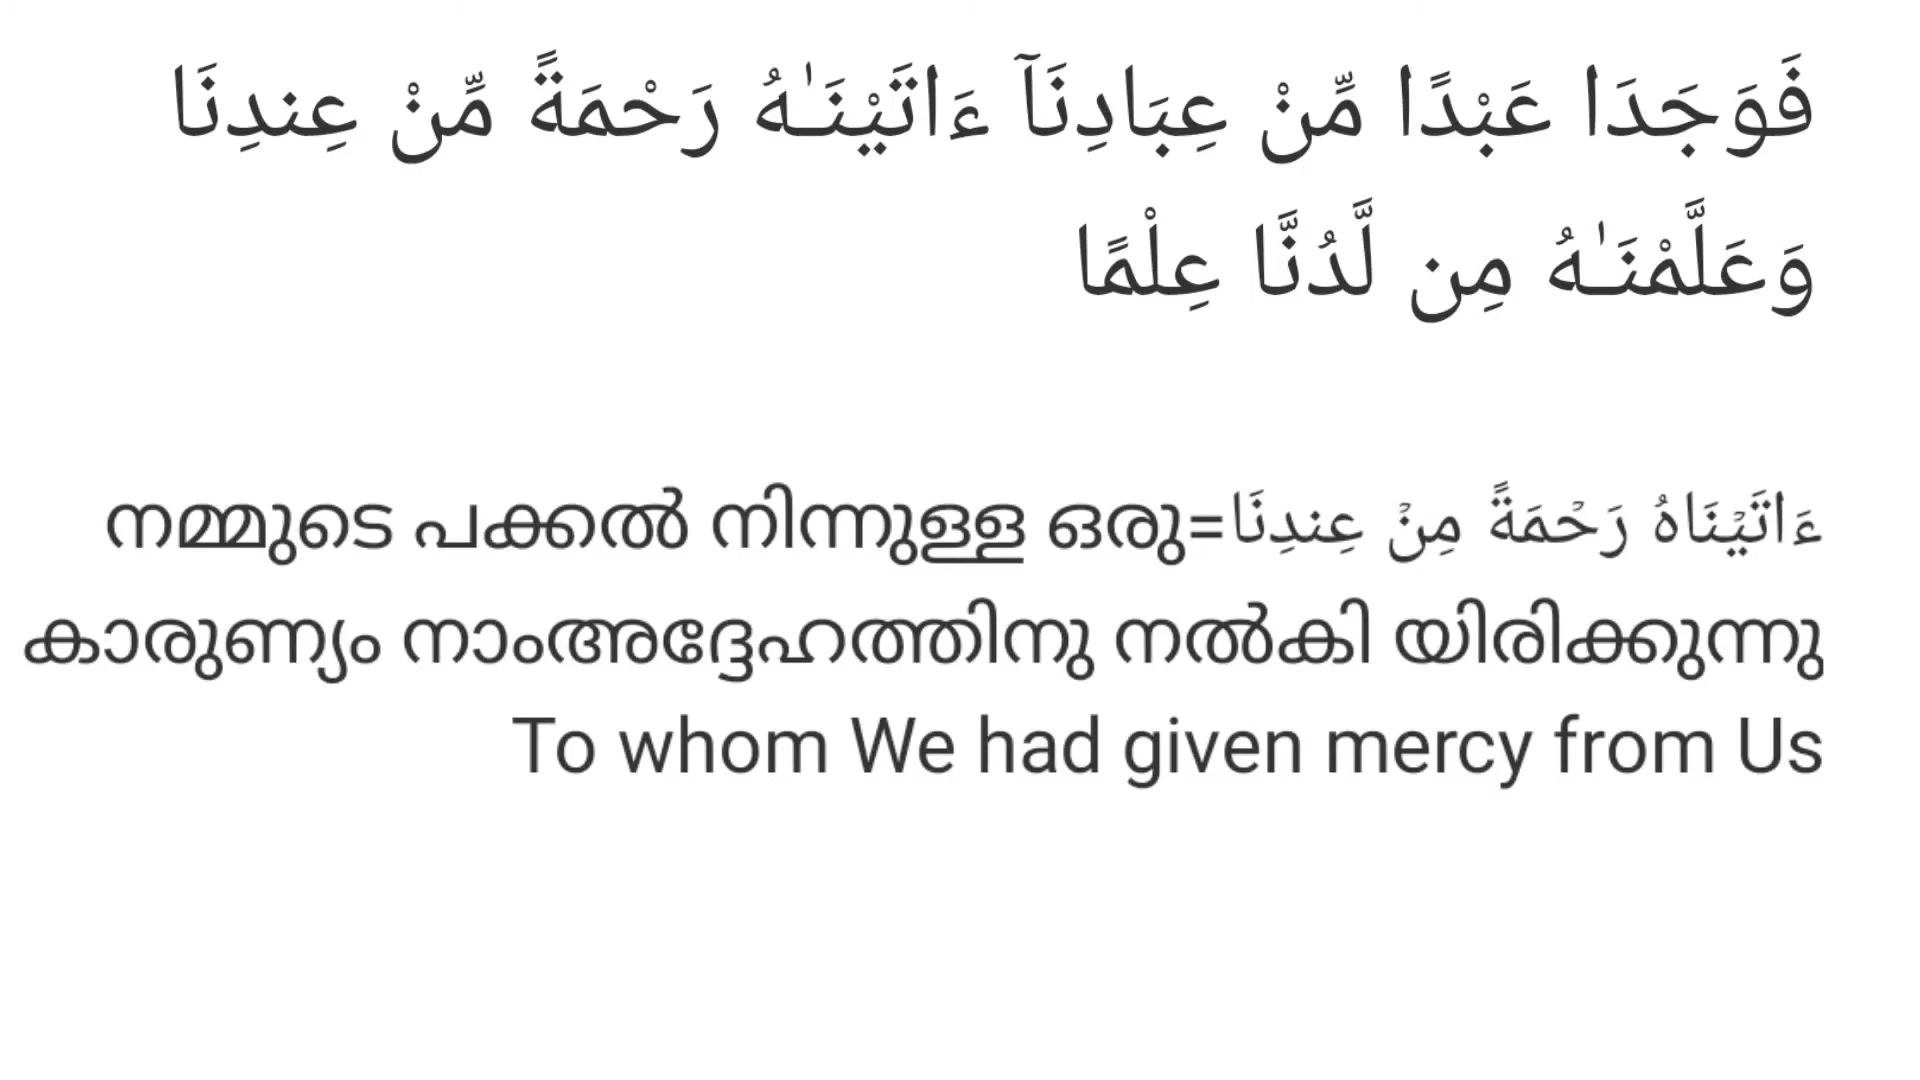 فَوَجَدَا عَبْدًا مِّنْ عِبَادِنَآ ءَاتَيْنَـٰهُ رَحْمَةً مِّنْ عِندِنَا
وَعَلَّمْنَـٰهُ مِن لَّدُنَّا عِلْمًا
ءَاتَيْنَاهُ رَحْمَةً مِنْ عِندِنَا=നമ്മുടെ പക്കൽ നിന്നുള്ള ഒരു
കാരുണ്യം നാംഅദ്ദേഹത്തിനു നൽകി യിരിക്കുന്നു
To whom We had given mercy from Us